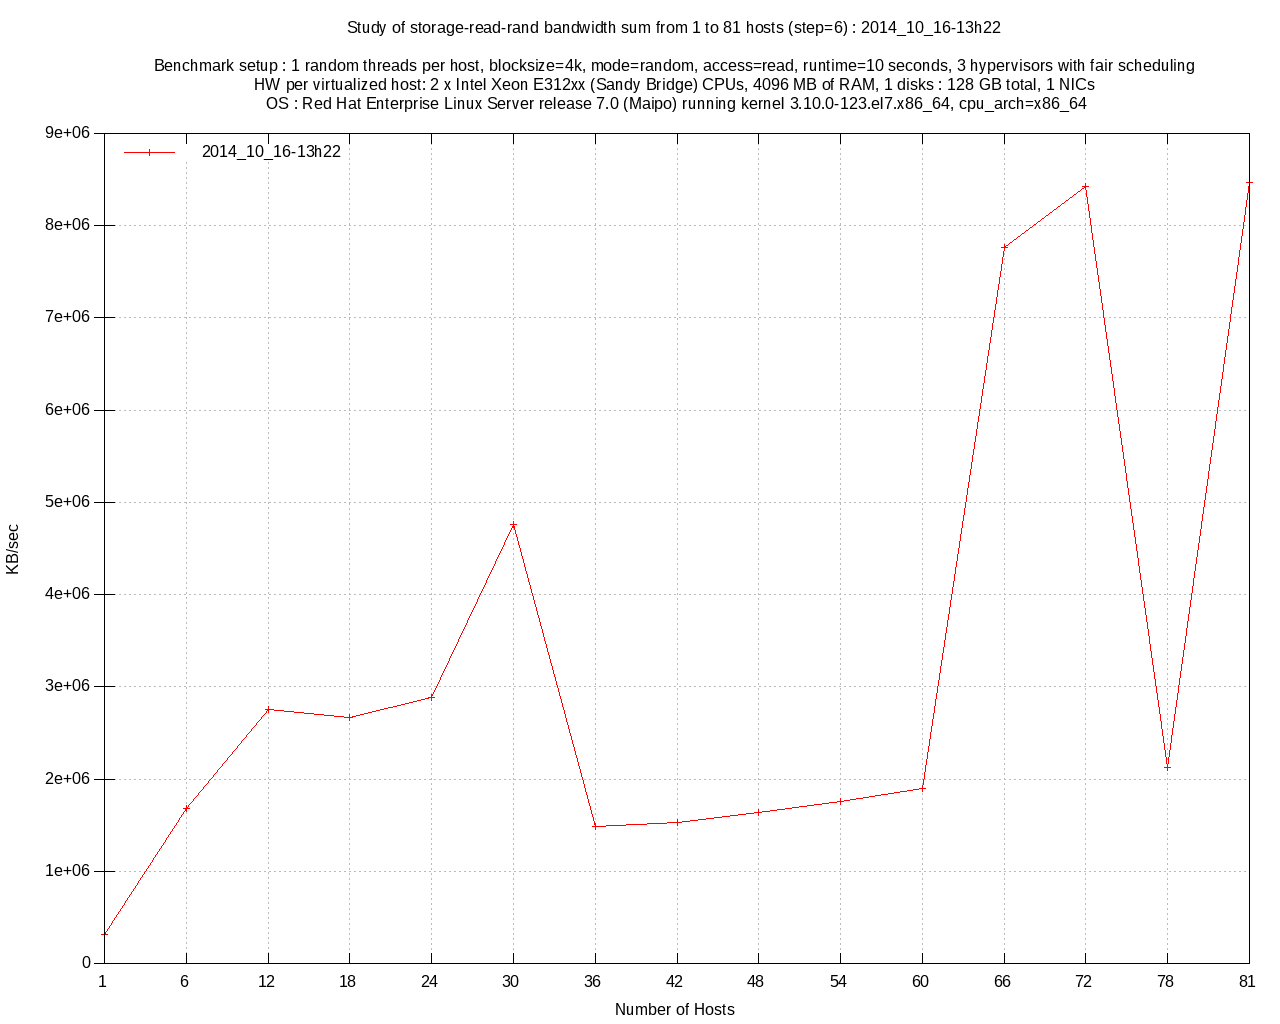 Study of storage-read-rand bandwidth sum from 1 to 81 hosts (step=6) : 2014_10_16-13h22
Benchmark setup : 1 random threads per host, blocksize=4k, mode=random, access=read, runtime=10 seconds, 3 hypervisors with fair scheduling
HW per virtualized host: 2 x Intel Xeon E312xx (Sandy Bridge) CPUs, 4096 MB of RAM, 1 disks : 128 GB total, 1 NICs
OS : Red Hat Enterprise Linux Server release 7.0 (Maipo) running kernel 3.10.0-123.el7.x86_64, cpu_arch=x86_64
9e+06
2014_10_16-13h22
8e+06
7e+06
6e+06
5e+06
KB/sec
4e+06
3e+06
2e+06
1e+06
0
1 6 12 18 24 30 36 42 48 54 60 66 72 78 81
Number of Hosts